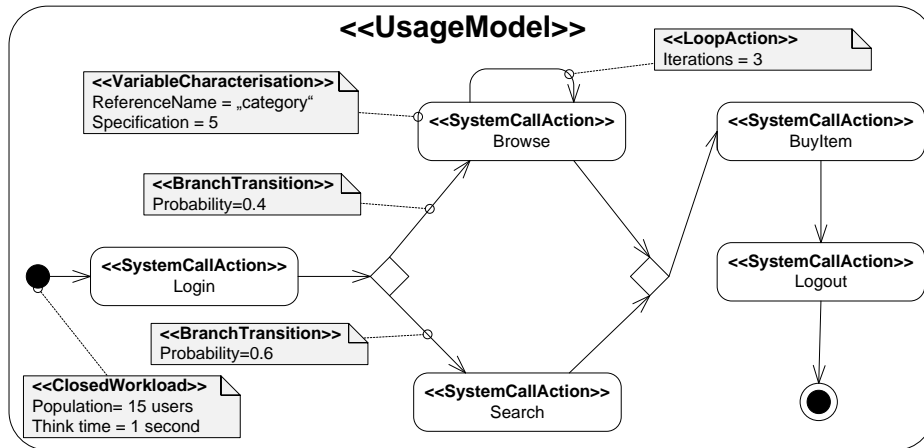 <<UsageModel>>
<<LoopAction>>
Iterations = 3
<<VariableCharacterisation>>
ReferenceName = „category“
Specification = 5
<<SystemCallAction>>
Browse
<<SystemCallAction>>
BuyItem
<<BranchTransition>>
Probability=0.4
<<SystemCallAction>>
Login
<<SystemCallAction>>
Logout
<<BranchTransition>>
Probability=0.6
<<ClosedWorkload>>
Population= 15 users
Think time = 1 second
<<SystemCallAction>>
Search